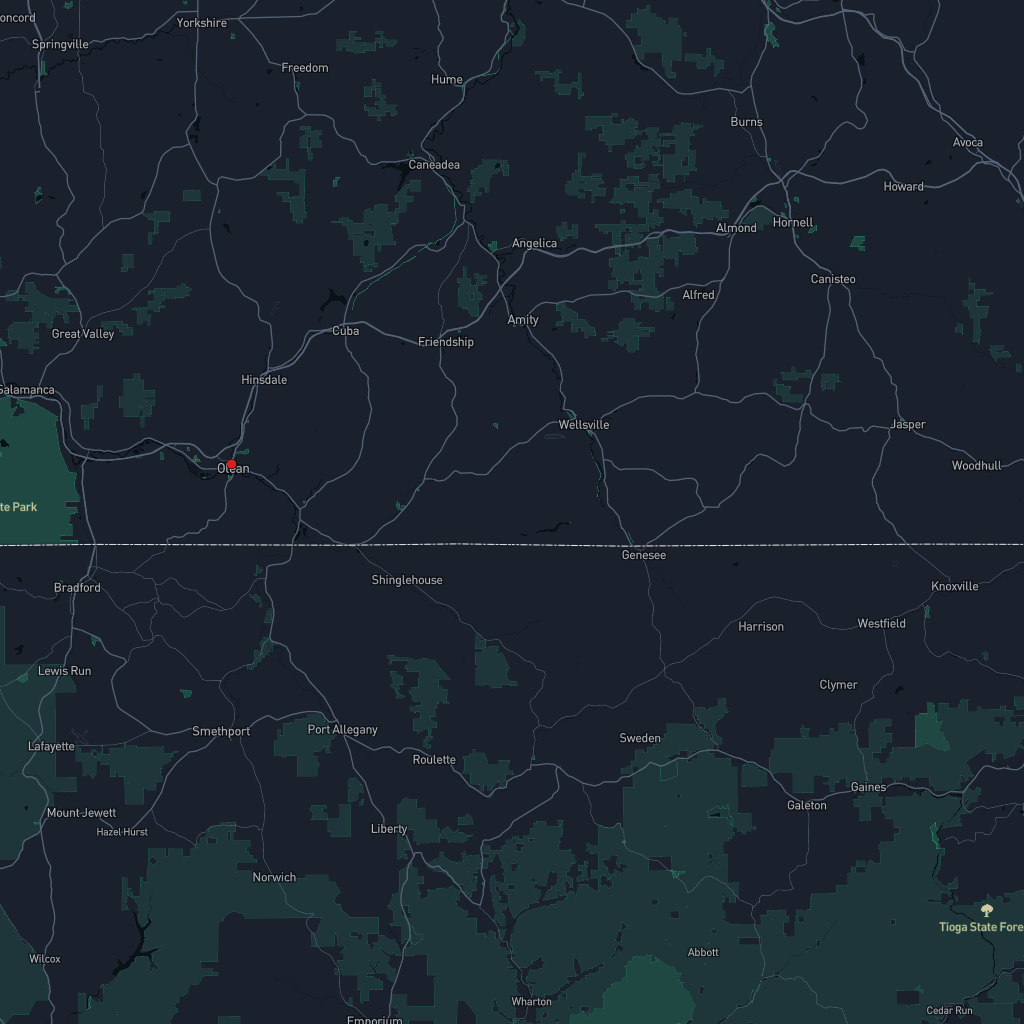 oncord
Yorkshire
Springville
Freedom
Hume
Burns
Avoca
Caneadea
Howard
Almond
Hornell
Angelica
Canisteo
Alfred
Amity
Cuba
Great Valley
Friendship
Hinsdale
Salamanca
Wellsville
Jasper
Olean
Woodhull
te Park
Genesee
Shinglehouse
Bradford
Knoxville
Harrison
Westfield
Lewis Run
Clymer
Smethport
Port Allegany
Sweden
Lafayette
Roulette
Gaines
Galeton
Mount Jewett
Hazel Hurst
Liberty
Norwich
Tioga State Fore
Abbott
Wilcox
Wharton
Cedar Run
Emporium